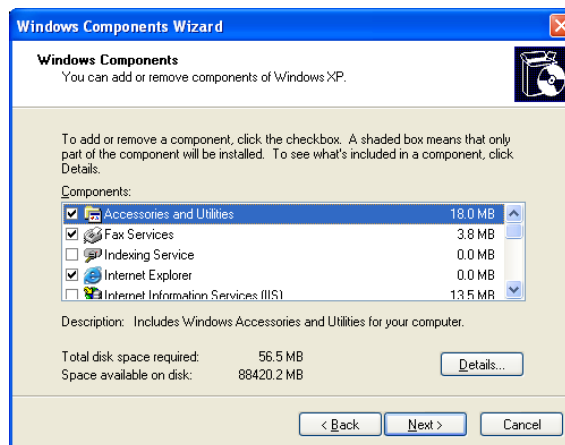 Windows Components Wizard
Windows Components
You can add or remove components of Windows XP.
To add or remove a component, click the checkbox. A shaded box means that only
part of the component will be installed. To see what's included in a component, click
Details.
Components:
Accessories and Utilities 18.0 MB
Fax Services 3.8 MB
Indexing Service 0.0 MB
Internet Explorer 0.0 MB
Internet Information Services (IIS) 13.5 MB
Description: Includes Windows Accessories and Utilities for your computer.
Total disk space required: 56.5 MB
Details...
Space available on disk: 88420.2 MB
< Back Next > Cancel